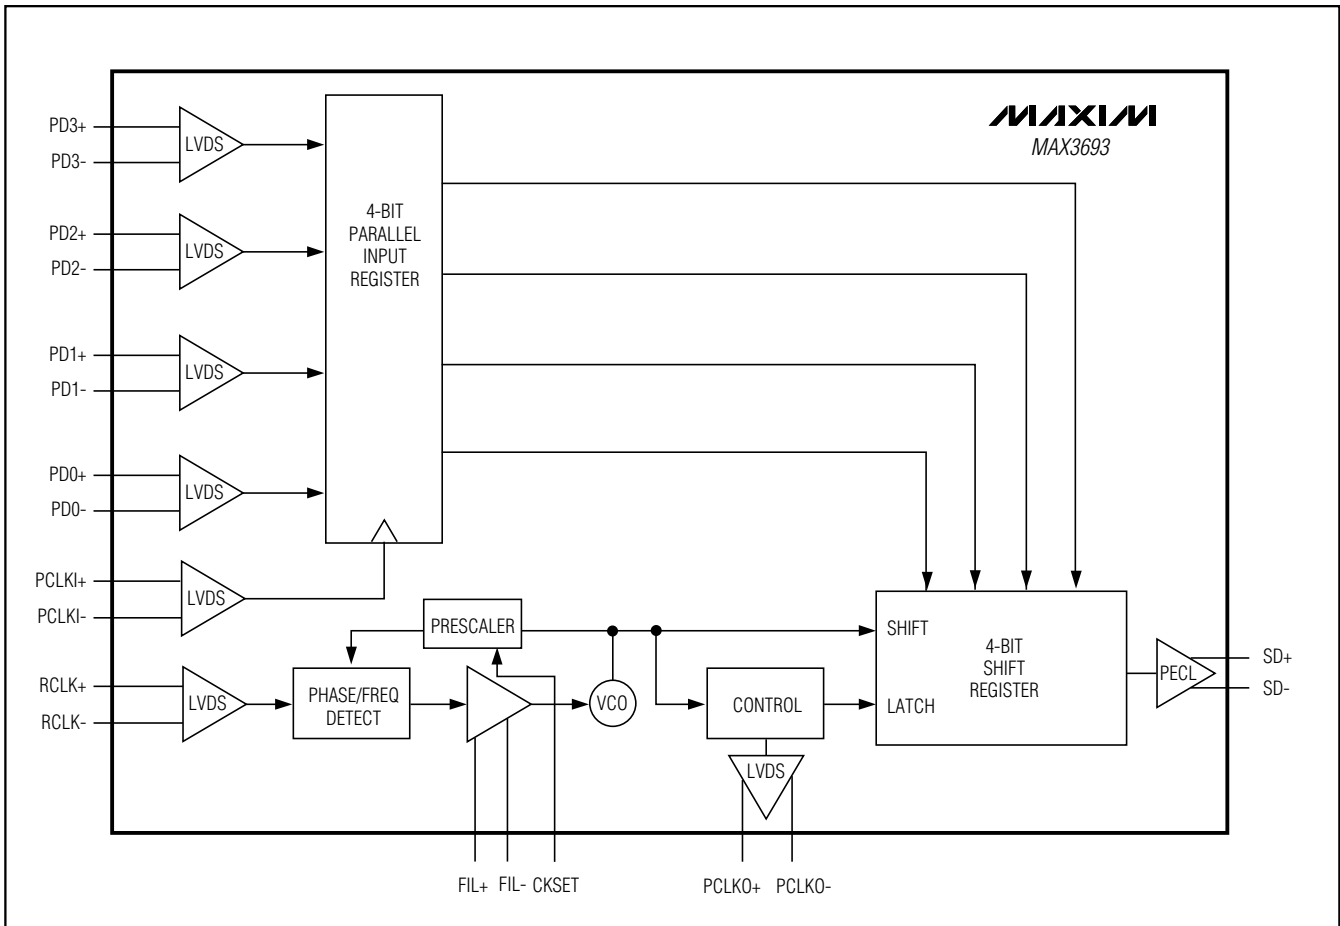 MAXIM
MAX3693
PD3+
PD3-
LVDS
PD2+
PD2-
LVDS
4-BIT
PARALLEL
INPUT
REGISTER
PD1+
PD1-
LVDS
PD0+
PD0-
LVDS
PCLKI+
PCLKI-
LVDS
RCLK+
RCLK-
LVDS
PHASE/FREQ
DETECT
PRESCALER
VCO
CONTROL
LVDS
SHIFT
LATCH
4-BIT
SHIFT
REGISTER
PECL
SD+
SD-
FIL+
FIL-
CKSET
PCLKO+
PCLKO-